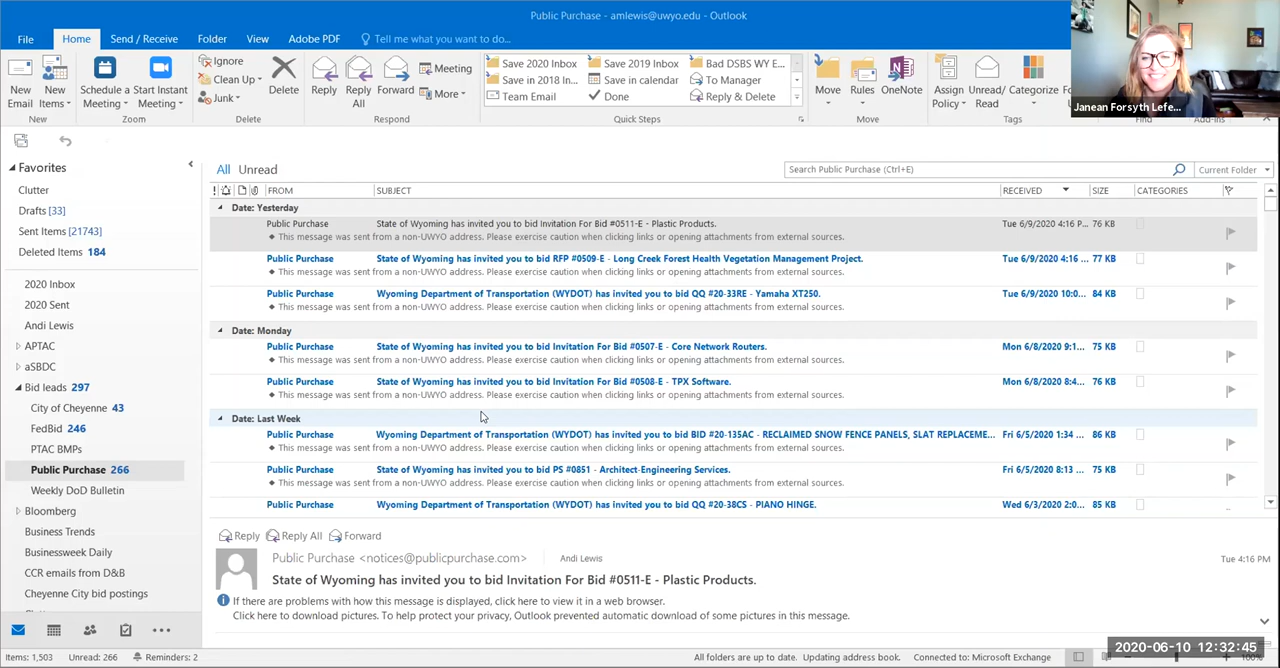 Public Purchase - amlewis@uwyo.edu - Outlook
File Home Send / Receive Folder View Adobe PDF Tell me what you want to do...
New Email
New Items
New
Schedule a Meeting
Start Instant Meeting
Zoom
Ignore
Clean Up
Junk
Delete
Delete
Reply
Reply All
Forward
Meeting
More
Respond
Save 2020 Inbox Save 2019 Inbox Bad DSBS WY E...
Save in 2018 In... Save in calendar To Manager
Team Email Done Reply & Delete
Quick Steps
Move
Rules
OneNote
Move
Assign Policy
Unread/ Read
Categorize
Tags
Janean Forsyth Lefe...
Favorites
Clutter
Drafts [33]
Sent Items [21743]
Deleted Items 184
2020 Inbox
2020 Sent
Andi Lewis
APTAC
aSBDC
Bid leads 297
City of Cheyenne 43
FedBid 246
PTAC BMPs
Public Purchase 266
Weekly DoD Bulletin
Bloomberg
Business Trends
Businessweek Daily
CCR emails from D&B
Cheyenne City bid postings
All Unread
Search Public Purchase (Ctrl+E) Current Folder
FROM SUBJECT RECEIVED SIZE CATEGORIES
Date: Yesterday
Public Purchase State of Wyoming has invited you to bid Invitation For Bid #0511-E - Plastic Products. Tue 6/9/2020 4:16 P... 76 KB
This message was sent from a non-UWYO address. Please exercise caution when clicking links or opening attachments from external sources.
Public Purchase State of Wyoming has invited you to bid RFP #0509-E - Long Creek Forest Health Vegetation Management Project. Tue 6/9/2020 4:16 ... 77 KB
This message was sent from a non-UWYO address. Please exercise caution when clicking links or opening attachments from external sources.
Public Purchase Wyoming Department of Transportation (WYDOT) has invited you to bid QQ #20-33RE - Yamaha XT250. Tue 6/9/2020 10:0... 84 KB
This message was sent from a non-UWYO address. Please exercise caution when clicking links or opening attachments from external sources.
Date: Monday
Public Purchase State of Wyoming has invited you to bid Invitation For Bid #0507-E - Core Network Routers. Mon 6/8/2020 9:1... 75 KB
This message was sent from a non-UWYO address. Please exercise caution when clicking links or opening attachments from external sources.
Public Purchase State of Wyoming has invited you to bid Invitation For Bid #0508-E - TPX Software. Mon 6/8/2020 8:4... 76 KB
This message was sent from a non-UWYO address. Please exercise caution when clicking links or opening attachments from external sources.
Date: Last Week
Public Purchase Wyoming Department of Transportation (WYDOT) has invited you to bid BID #20-135AC - RECLAIMED SNOW FENCE PANELS, SLAT REPLACEME... Fri 6/5/2020 1:34 ... 86 KB
This message was sent from a non-UWYO address. Please exercise caution when clicking links or opening attachments from external sources.
Public Purchase State of Wyoming has invited you to bid PS #0851 - Architect-Engineering Services. Fri 6/5/2020 8:13 ... 75 KB
This message was sent from a non-UWYO address. Please exercise caution when clicking links or opening attachments from external sources.
Public Purchase Wyoming Department of Transportation (WYDOT) has invited you to bid QQ #20-38CS - PIANO HINGE. Wed 6/3/2020 2:0... 85 KB
Reply Reply All Forward
Public Purchase <notices@publicpurchase.com> Andi Lewis Tue 4:16 PM
State of Wyoming has invited you to bid Invitation For Bid #0511-E - Plastic Products.
If there are problems with how this message is displayed, click here to view it in a web browser.
Click here to download pictures. To help protect your privacy, Outlook prevented automatic download of some pictures in this message.
Items: 1,503 Unread: 266 Reminders: 2 All folders are up to date. Updating address book. Connected to: Microsoft Exchange 100%
2020-06-10 12:32:45